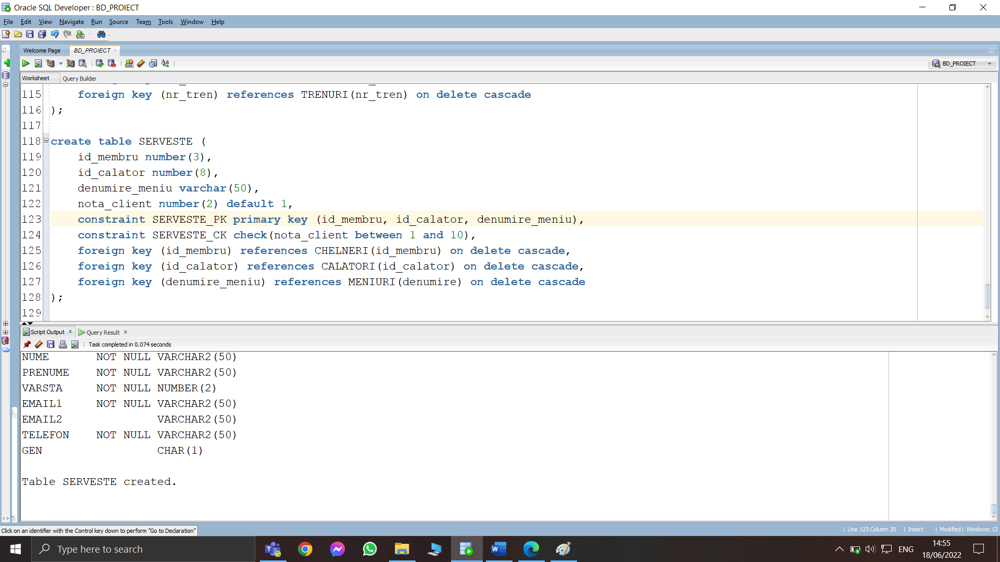 Oracle SQL Developer : BD_PROIECT
File Edit View Navigate Run Source Team Tools Window Help
Welcome Page BD_PROIECT
BD_PROIECT
Worksheet Query Builder
115 foreign key (nr_tren) references TRENURI(nr_tren) on delete cascade
116 );
117
118 create table SERVESTE (
119 id_membru number(3),
120 id_calator number(8),
121 denumire_meniu varchar(50),
122 nota_client number(2) default 1,
123 constraint SERVESTE_PK primary key (id_membru, id_calator, denumire_meniu),
124 constraint SERVESTE_CK check(nota_client between 1 and 10),
125 foreign key (id_membru) references CHELNERI(id_membru) on delete cascade,
126 foreign key (id_calator) references CALATORI(id_calator) on delete cascade,
127 foreign key (denumire_meniu) references MENIURI(denumire) on delete cascade
128 );
129
Script Output x Query Result x
Task completed in 0.074 seconds
NUME NOT NULL VARCHAR2(50)
PRENUME NOT NULL VARCHAR2(50)
VARSTA NOT NULL NUMBER(2)
EMAIL1 NOT NULL VARCHAR2(50)
EMAIL2 VARCHAR2(50)
TELEFON NOT NULL VARCHAR2(50)
GEN CHAR(1)
Table SERVESTE created.
Click on an identifier with the Control key down to perform "Go to Declaration"
| Line 123 Column 20 | Insert | Modified | Windows:
Type here to search
ENG
14:55
18/06/2022